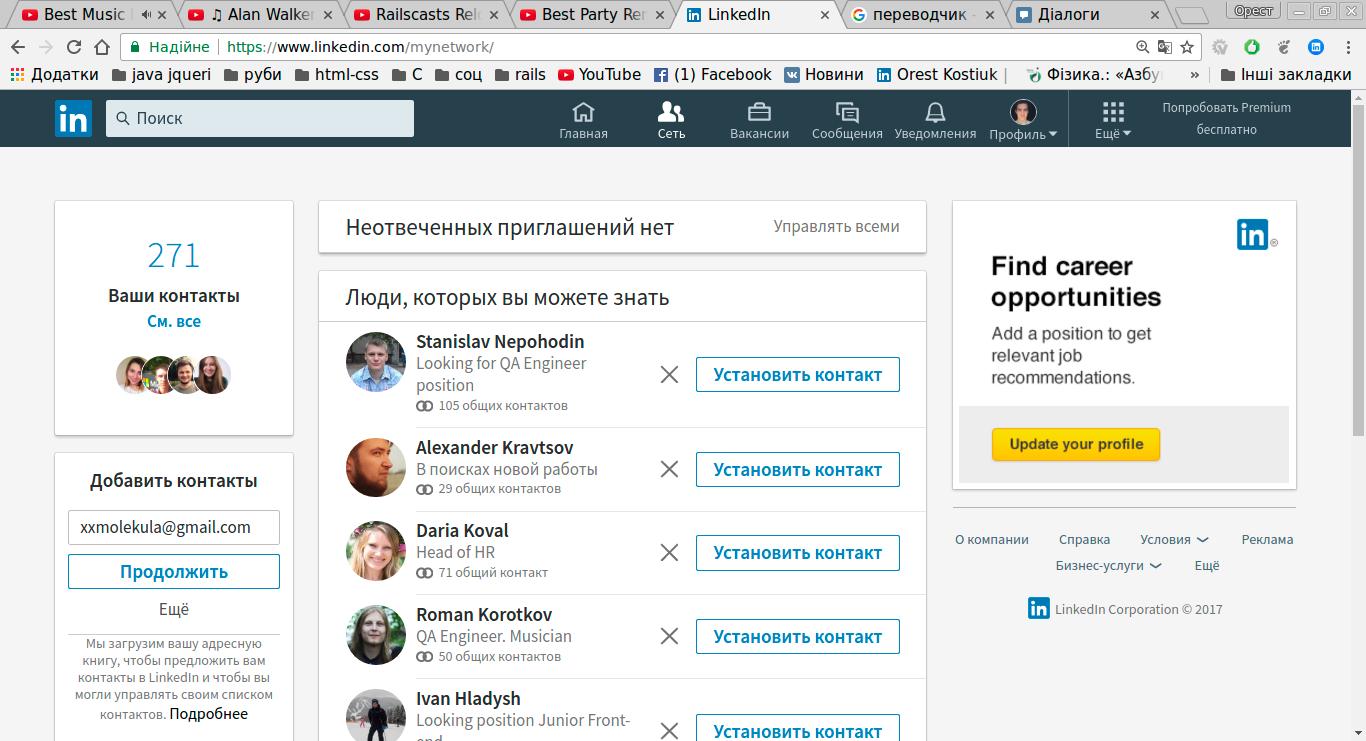 Best Music
♫ Alan Walker
Railscasts Relo
Best Party Rem
LinkedIn
переводчик -
Діалоги
Орест
Надійне
https://www.linkedin.com/mynetwork/
Додатки
java jqueri
руби
html-css
C
соц
rails
YouTube
(1) Facebook
Новини
Orest Kostiuk |
Фізика.: «Азбу
»
Інші закладки
in
Поиск
Главная
Сеть
Вакансии
Сообщения
Уведомления
Профиль
Ещё
Попробовать Premium
бесплатно
271
Ваши контакты
См. все
Добавить контакты
xxmolekula@gmail.com
Продолжить
Ещё
Мы загрузим вашу адресную
книгу, чтобы предложить вам
контакты в LinkedIn и чтобы вы
могли управлять своим списком
контактов. Подробнее
Неотвеченных приглашений нет
Управлять всеми
Люди, которых вы можете знать
Stanislav Nepohodin
Looking for QA Engineer
position
105 общих контактов
Установить контакт
Alexander Kravtsov
В поисках новой работы
29 общих контактов
Установить контакт
Daria Koval
Head of HR
71 общий контакт
Установить контакт
Roman Korotkov
QA Engineer. Musician
50 общих контактов
Установить контакт
Ivan Hladysh
Looking position Junior Front-
end
Установить контакт
in®
Find career
opportunities
Add a position to get
relevant job
recommendations.
Update your profile
О компании
Справка
Условия
Реклама
Бизнес-услуги
Ещё
in LinkedIn Corporation © 2017